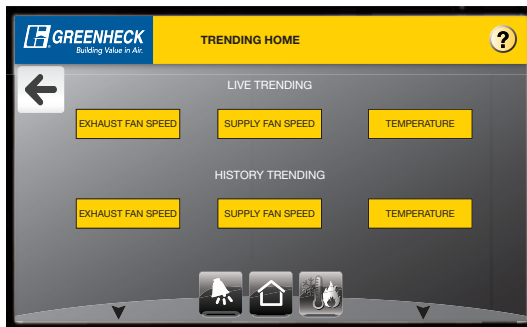 GREENHECK
Building Value in Air.
TRENDING HOME
?
LIVE TRENDING
EXHAUST FAN SPEED SUPPLY FAN SPEED TEMPERATURE
HISTORY TRENDING
EXHAUST FAN SPEED SUPPLY FAN SPEED TEMPERATURE